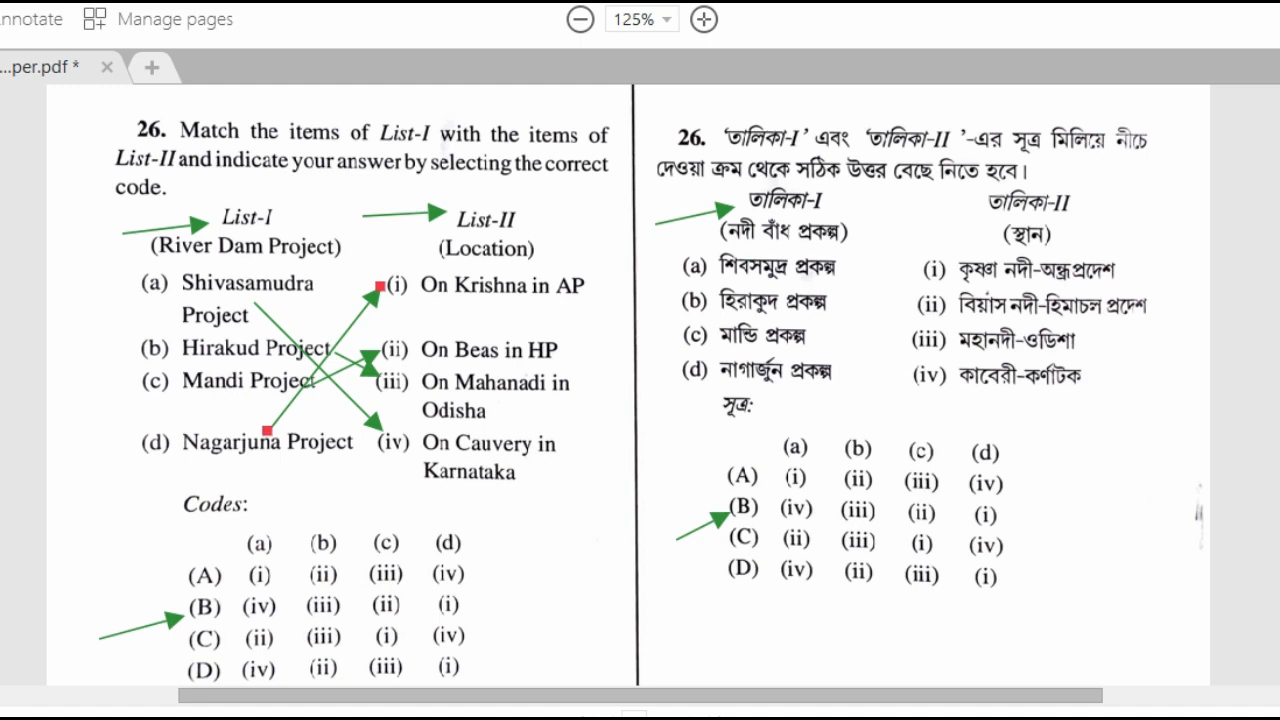 nnotate Manage pages
125%
...per.pdf *
26. Match the items of List-I with the items of
List-II and indicate your answer by selecting the correct
code.
List-I List-II
(River Dam Project) (Location)
(a) Shivasamudra (i) On Krishna in AP
Project
(b) Hirakud Project (ii) On Beas in HP
(c) Mandi Project (iii) On Mahanadi in
Odisha
(d) Nagarjuna Project (iv) On Cauvery in
Karnataka
Codes:
(a) (b) (c) (d)
(A) (i) (ii) (iii) (iv)
(B) (iv) (iii) (ii) (i)
(C) (ii) (iii) (i) (iv)
(D) (iv) (ii) (iii) (i)
26. ‘তালিকা-I’ এবং ‘তালিকা-II’-এর সূত্র মিলিয়ে নীচে
দেওয়া ক্রম থেকে সঠিক উত্তর বেছে নিতে হবে।
তালিকা-I তালিকা-II
(নদী বাঁধ প্রকল্প) (স্থান)
(a) শিবসমুদ্র প্রকল্প (i) কৃষ্ণা নদী-অন্ধ্রপ্রদেশ
(b) হিরাকুদ প্রকল্প (ii) বিয়াস নদী-হিমাচল প্রদেশ
(c) মান্ডি প্রকল্প (iii) মহানদী-ওডিশা
(d) নাগার্জুন প্রকল্প (iv) কাবেরী-কর্ণাটক
সূত্র:
(a) (b) (c) (d)
(A) (i) (ii) (iii) (iv)
(B) (iv) (iii) (ii) (i)
(C) (ii) (iii) (i) (iv)
(D) (iv) (ii) (iii) (i)